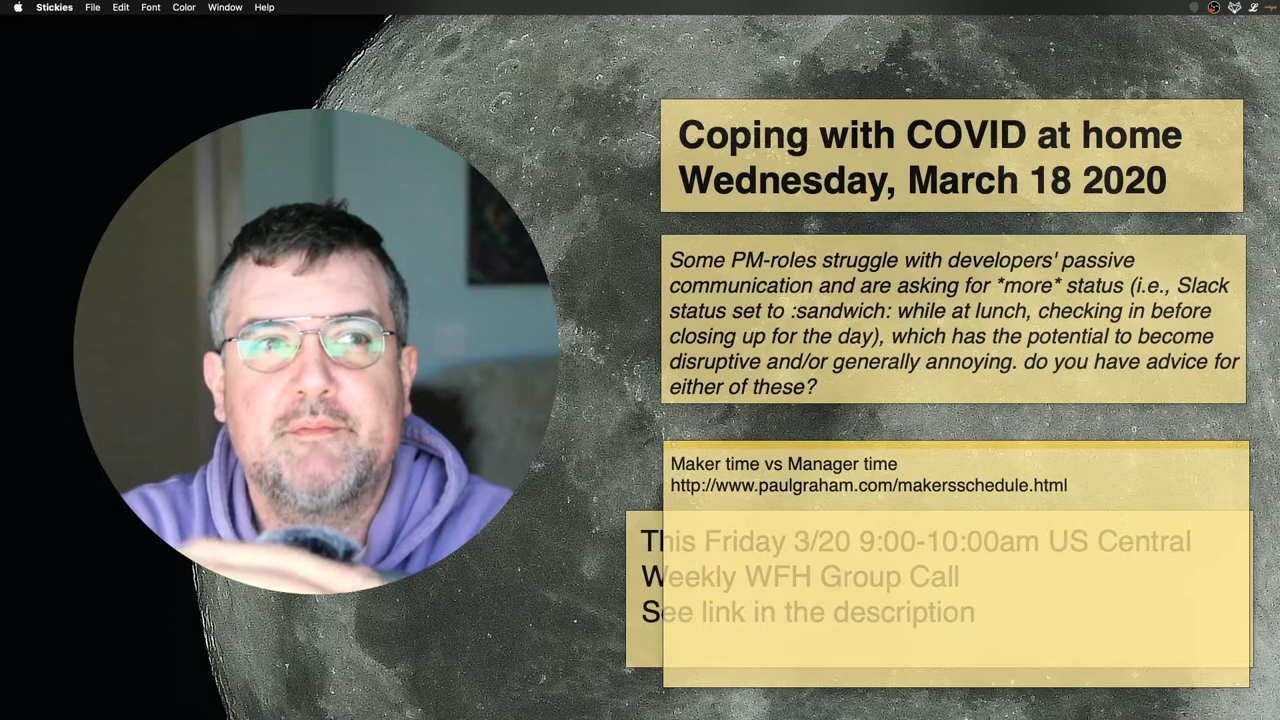 Stickies File Edit Font Color Window Help
Coping with COVID at home
Wednesday, March 18 2020
Some PM-roles struggle with developers' passive
communication and are asking for *more* status (i.e., Slack
status set to :sandwich: while at lunch, checking in before
closing up for the day), which has the potential to become
disruptive and/or generally annoying. do you have advice for
either of these?
Maker time vs Manager time
http://www.paulgraham.com/makersschedule.html
This Friday 3/20 9:00-10:00am US Central
Weekly WFH Group Call
See link in the description